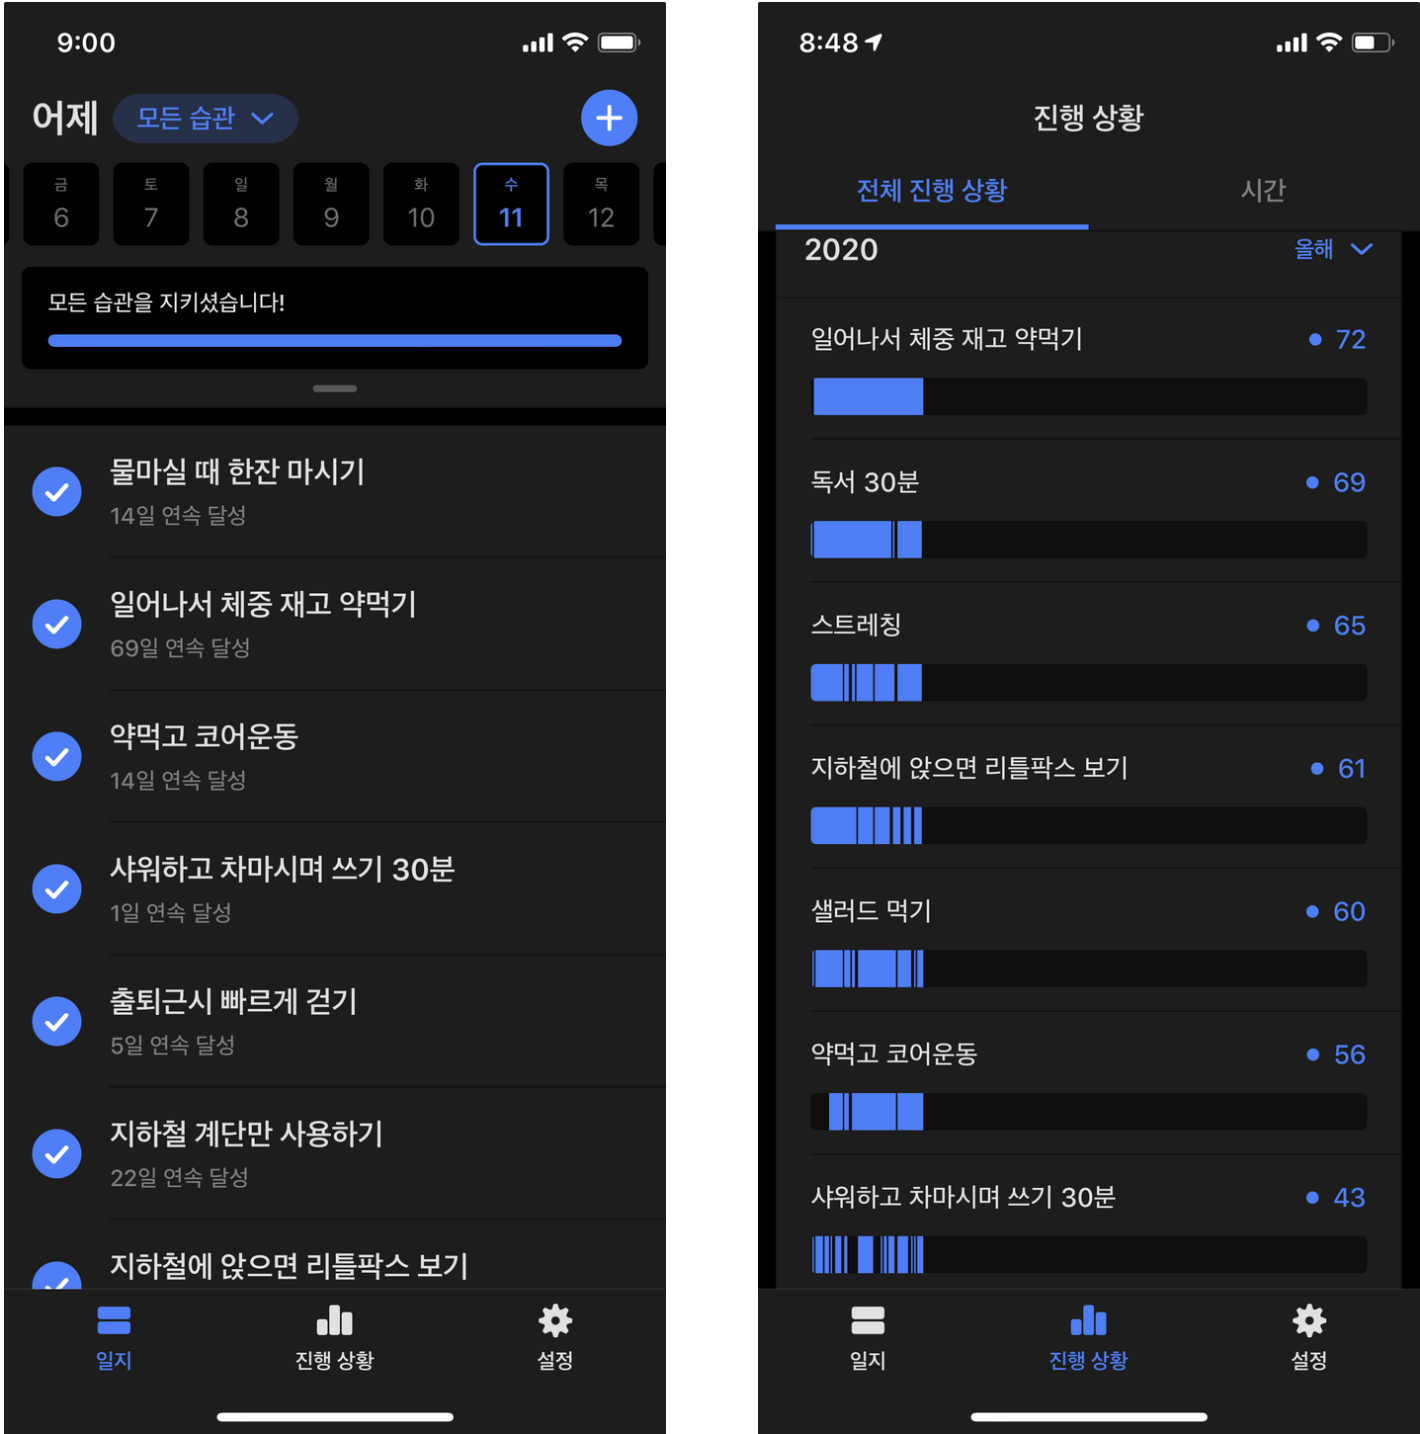 9:00
어제 모든 습관
금 토 일 월 화 수 목
6 7 8 9 10 11 12
모든 습관을 지키셨습니다!
물마실 때 한잔 마시기
14일 연속 달성
일어나서 체중 재고 약먹기
69일 연속 달성
약먹고 코어운동
14일 연속 달성
샤워하고 차마시며 쓰기 30분
1일 연속 달성
출퇴근시 빠르게 걷기
5일 연속 달성
지하철 계단만 사용하기
22일 연속 달성
지하철에 앉으면 리틀팍스 보기
일지 진행 상황 설정
8:48
진행 상황
전체 진행 상황 시간
2020 올해
일어나서 체중 재고 약먹기 72
독서 30분 69
스트레칭 65
지하철에 앉으면 리틀팍스 보기 61
샐러드 먹기 60
약먹고 코어운동 56
샤워하고 차마시며 쓰기 30분 43
일지 진행 상황 설정